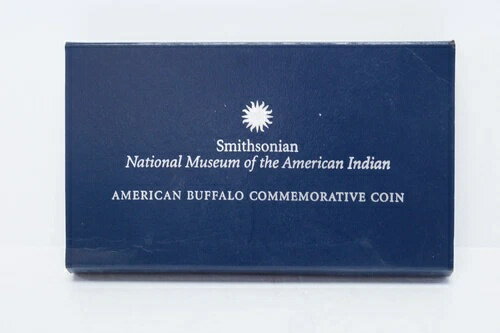 Smithsonian
National Museum of the American Indian
AMERICAN BUFFALO COMMEMORATIVE COIN